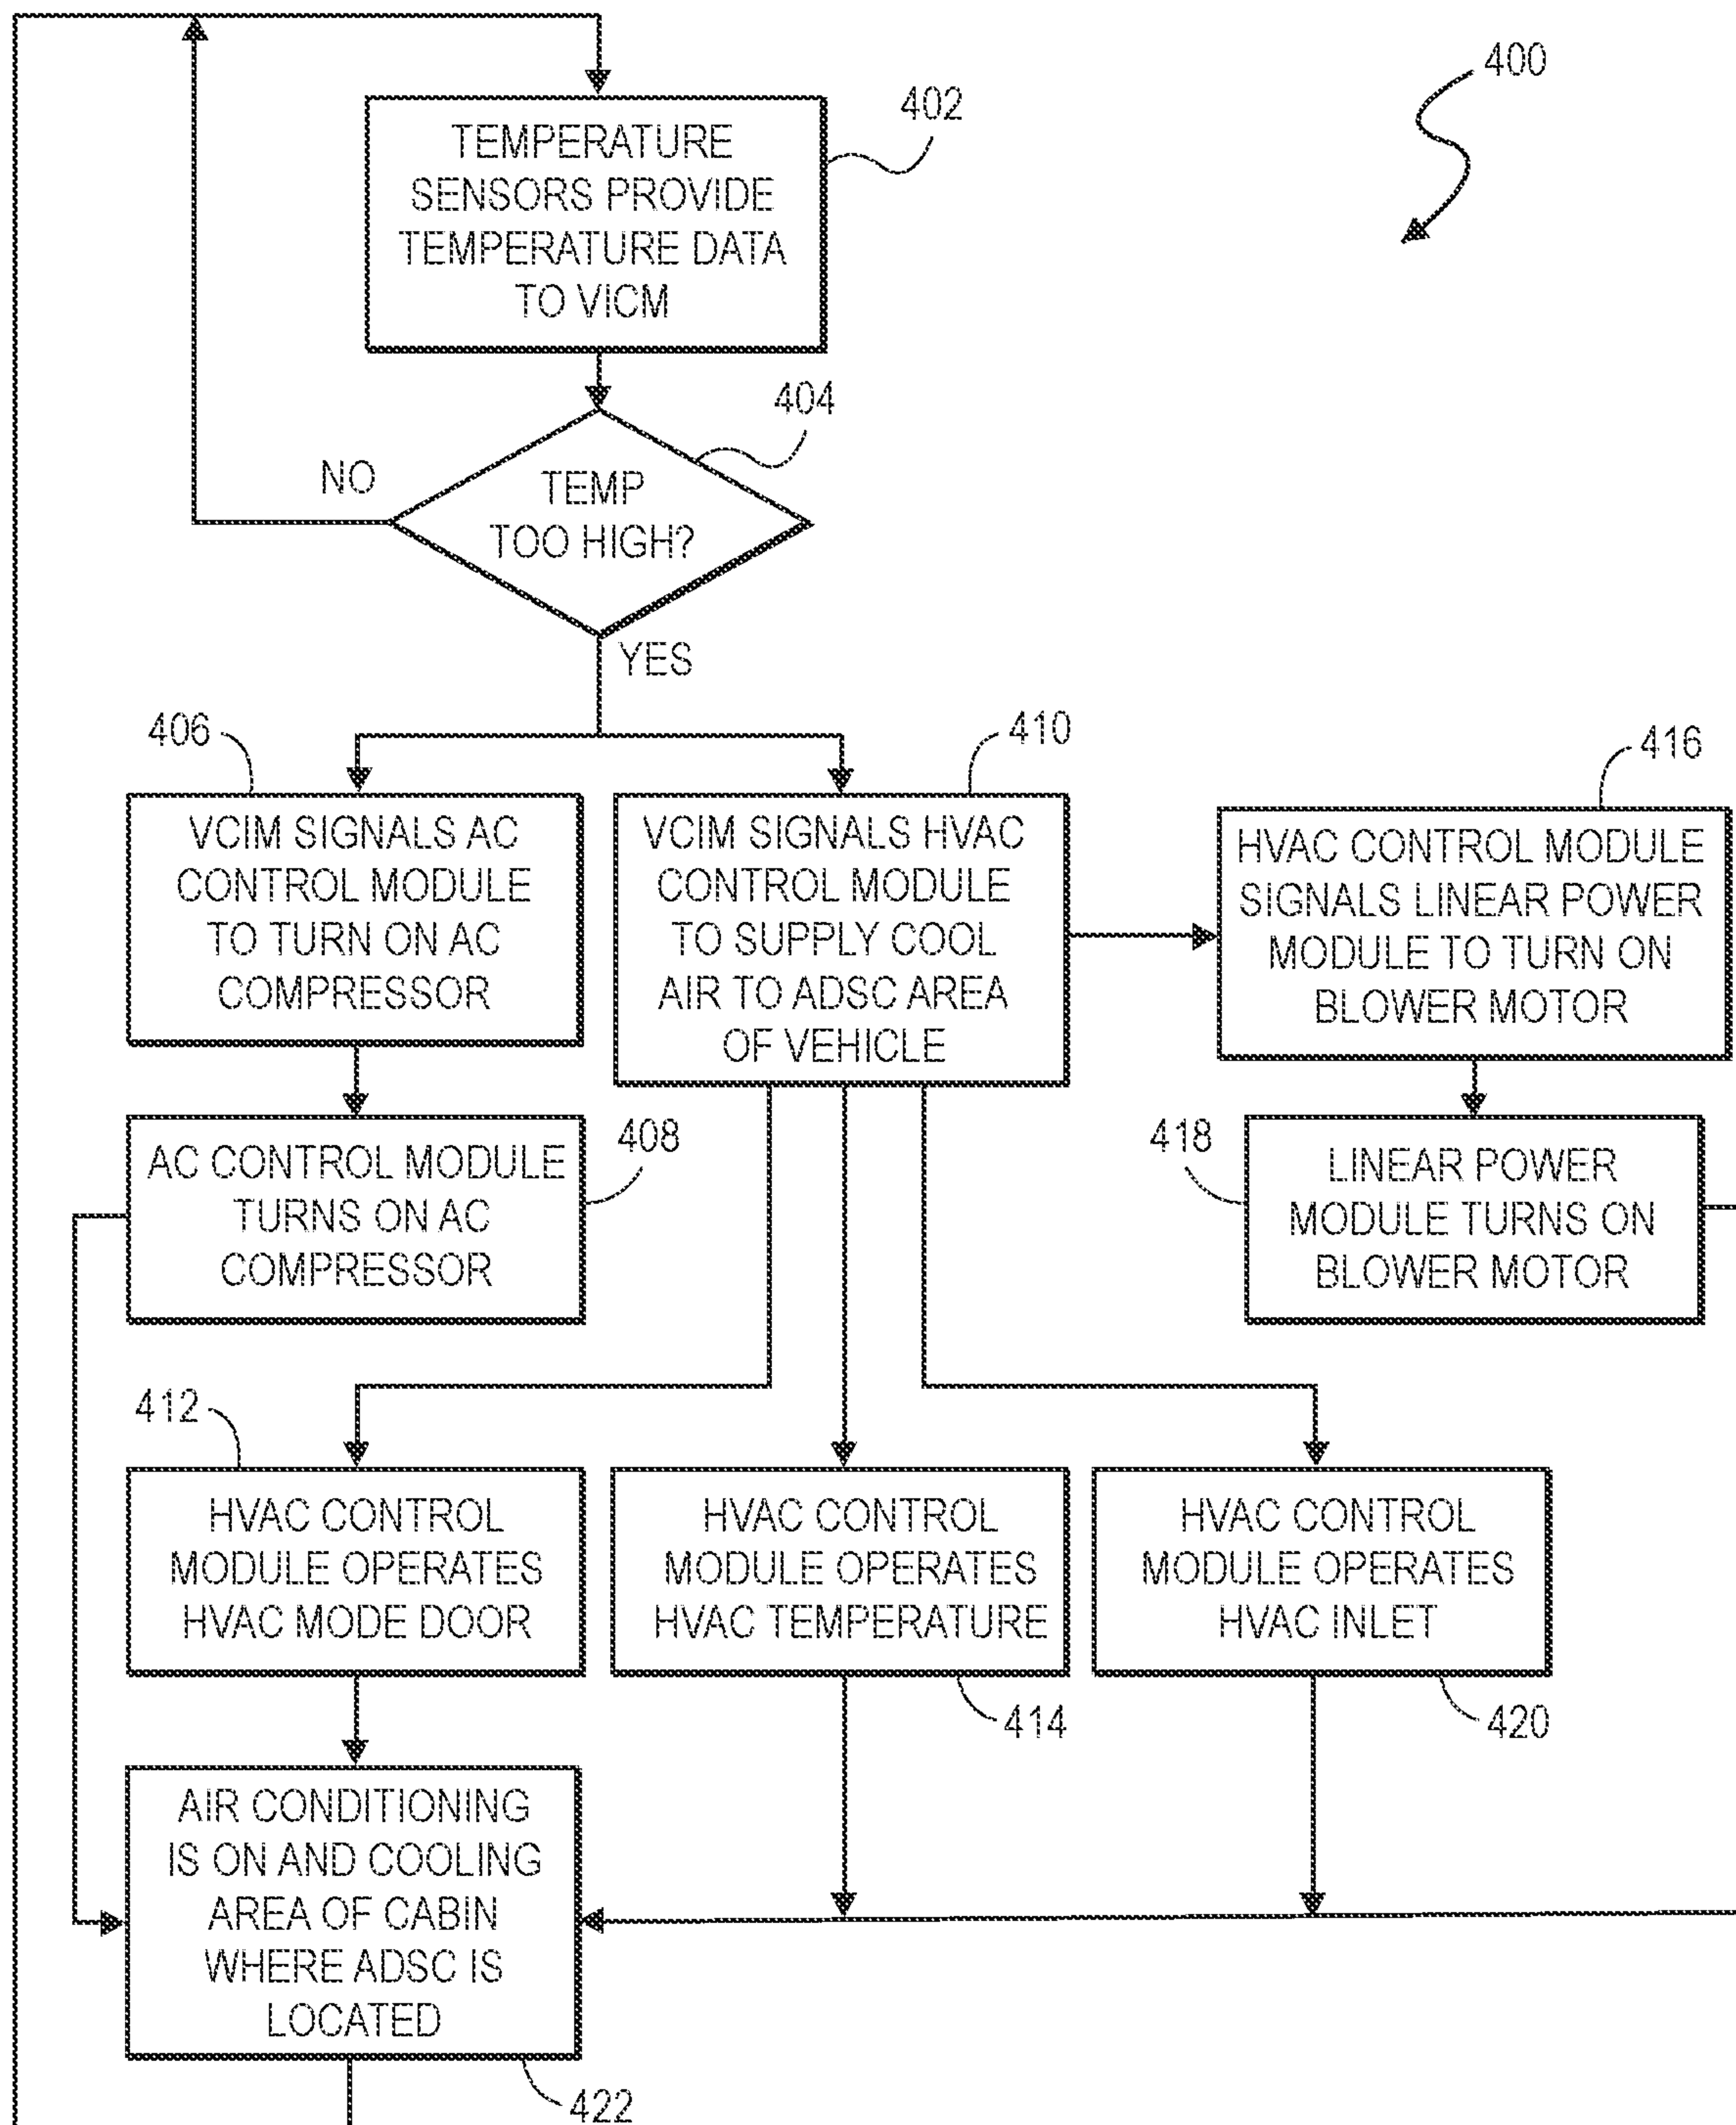 400
402
TEMPERATURE
SENSORS PROVIDE
TEMPERATURE DATA
TO VICM
404
NO
TEMP
TOO HIGH?
YES
406
410
416
VCIM SIGNALS AC
CONTROL MODULE
TO TURN ON AC
COMPRESSOR
VCIM SIGNALS HVAC
CONTROL MODULE
TO SUPPLY COOL
AIR TO ADSC AREA
OF VEHICLE
HVAC CONTROL MODULE
SIGNALS LINEAR POWER
MODULE TO TURN ON
BLOWER MOTOR
408
AC CONTROL MODULE
TURNS ON AC
COMPRESSOR
418
LINEAR POWER
MODULE TURNS ON
BLOWER MOTOR
412
HVAC CONTROL
MODULE OPERATES
HVAC MODE DOOR
HVAC CONTROL
MODULE OPERATES
HVAC TEMPERATURE
HVAC CONTROL
MODULE OPERATES
HVAC INLET
414
420
AIR CONDITIONING
IS ON AND COOLING
AREA OF CABIN
WHERE ADSC IS
LOCATED
422